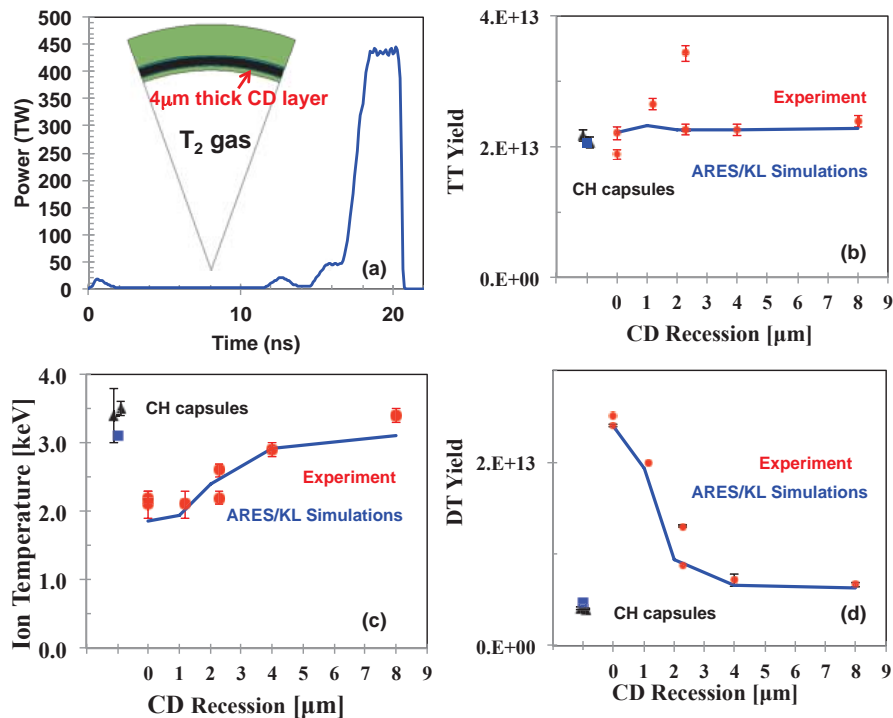 500
450
400
350
300
250
200
150
100
50
0
Power (TW)
4μm thick CD layer
T₂ gas
(a)
0
10
20
Time (ns)
4.E+13
2.E+13
0.E+00
TT Yield
Experiment
ARES/KL Simulations
CH capsules
(b)
0 1 2 3 4 5 6 7 8 9
CD Recession [μm]
4.0
3.0
2.0
1.0
0.0
Ion Temperature [keV]
CH capsules
Experiment
ARES/KL Simulations
(c)
0 1 2 3 4 5 6 7 8 9
CD Recession [μm]
2.E+13
0.E+00
DT Yield
Experiment
ARES/KL Simulations
CH capsules
(d)
0 1 2 3 4 5 6 7 8 9
CD Recession [μm]